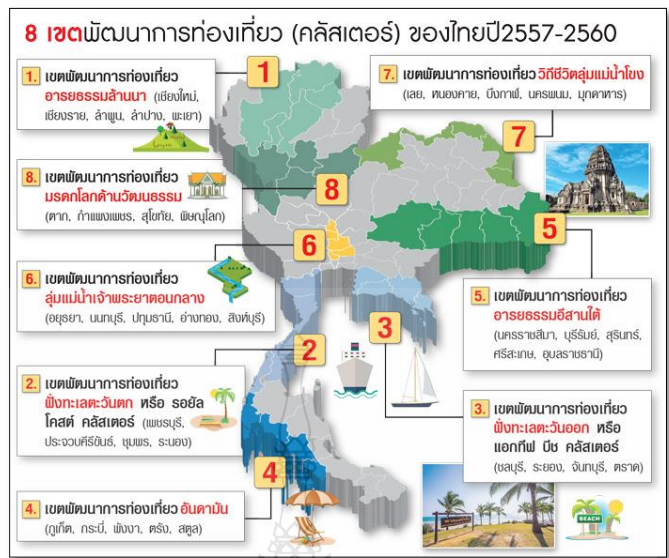 8 เขตพัฒนาการท่องเที่ยว (คลัสเตอร์) ของไทยปี2557-2560
1. เขตพัฒนาการท่องเที่ยว
อารยธรรมล้านนา (เชียงใหม่,
เชียงราย, ลำพูน, ลำปาง, พะเยา)
1
7. เขตพัฒนาการท่องเที่ยว วิถีชีวิตลุ่มแม่น้ำโขง
(เลย, หนองคาย, บึงกาฬ, นครพนม, มุกดาหาร)
7
8. เขตพัฒนาการท่องเที่ยว
มรดกโลกด้านวัฒนธรรม
(ตาก, กำแพงเพชร, สุโขทัย, พิษณุโลก)
8
6. เขตพัฒนาการท่องเที่ยว
ลุ่มแม่น้ำเจ้าพระยาตอนกลาง
(อยุธยา, นนทบุรี, ปทุมธานี, อ่างทอง, สิงห์บุรี)
6
5
5. เขตพัฒนาการท่องเที่ยว
อารยธรรมอีสานใต้
(นครราชสีมา, บุรีรัมย์, สุรินทร์,
ศรีสะเกษ, อุบลราชธานี)
2. เขตพัฒนาการท่องเที่ยว
ฝั่งทะเลตะวันตก หรือ รอยัล
โคสต์ คลัสเตอร์ (เพชรบุรี,
ประจวบคีรีขันธ์, ชุมพร, ระนอง)
2
3
3. เขตพัฒนาการท่องเที่ยว
ฝั่งทะเลตะวันออก หรือ
แอกทีฟ บีช คลัสเตอร์
(ชลบุรี, ระยอง, จันทบุรี, ตราด)
4. เขตพัฒนาการท่องเที่ยว อันดามัน
(ภูเก็ต, กระบี่, พังงา, ตรัง, สตูล)
4
BEACH